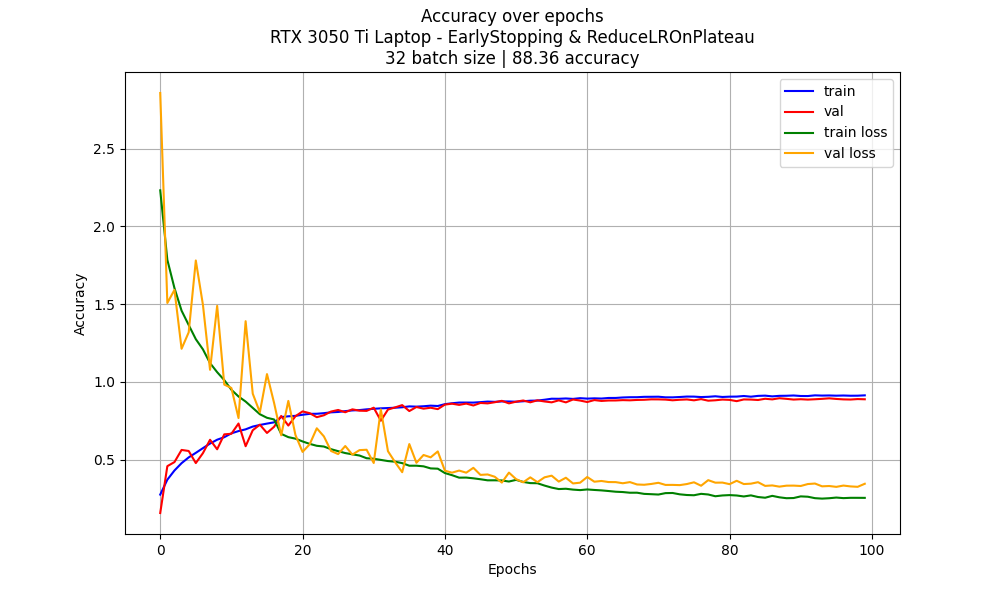 Accuracy over epochs
RTX 3050 Ti Laptop - EarlyStopping & ReduceLROnPlateau
32 batch size | 88.36 accuracy
train
val
train loss
val loss
2.5
2.0
1.5
1.0
0.5
Accuracy
0 20 40 60 80 100
Epochs